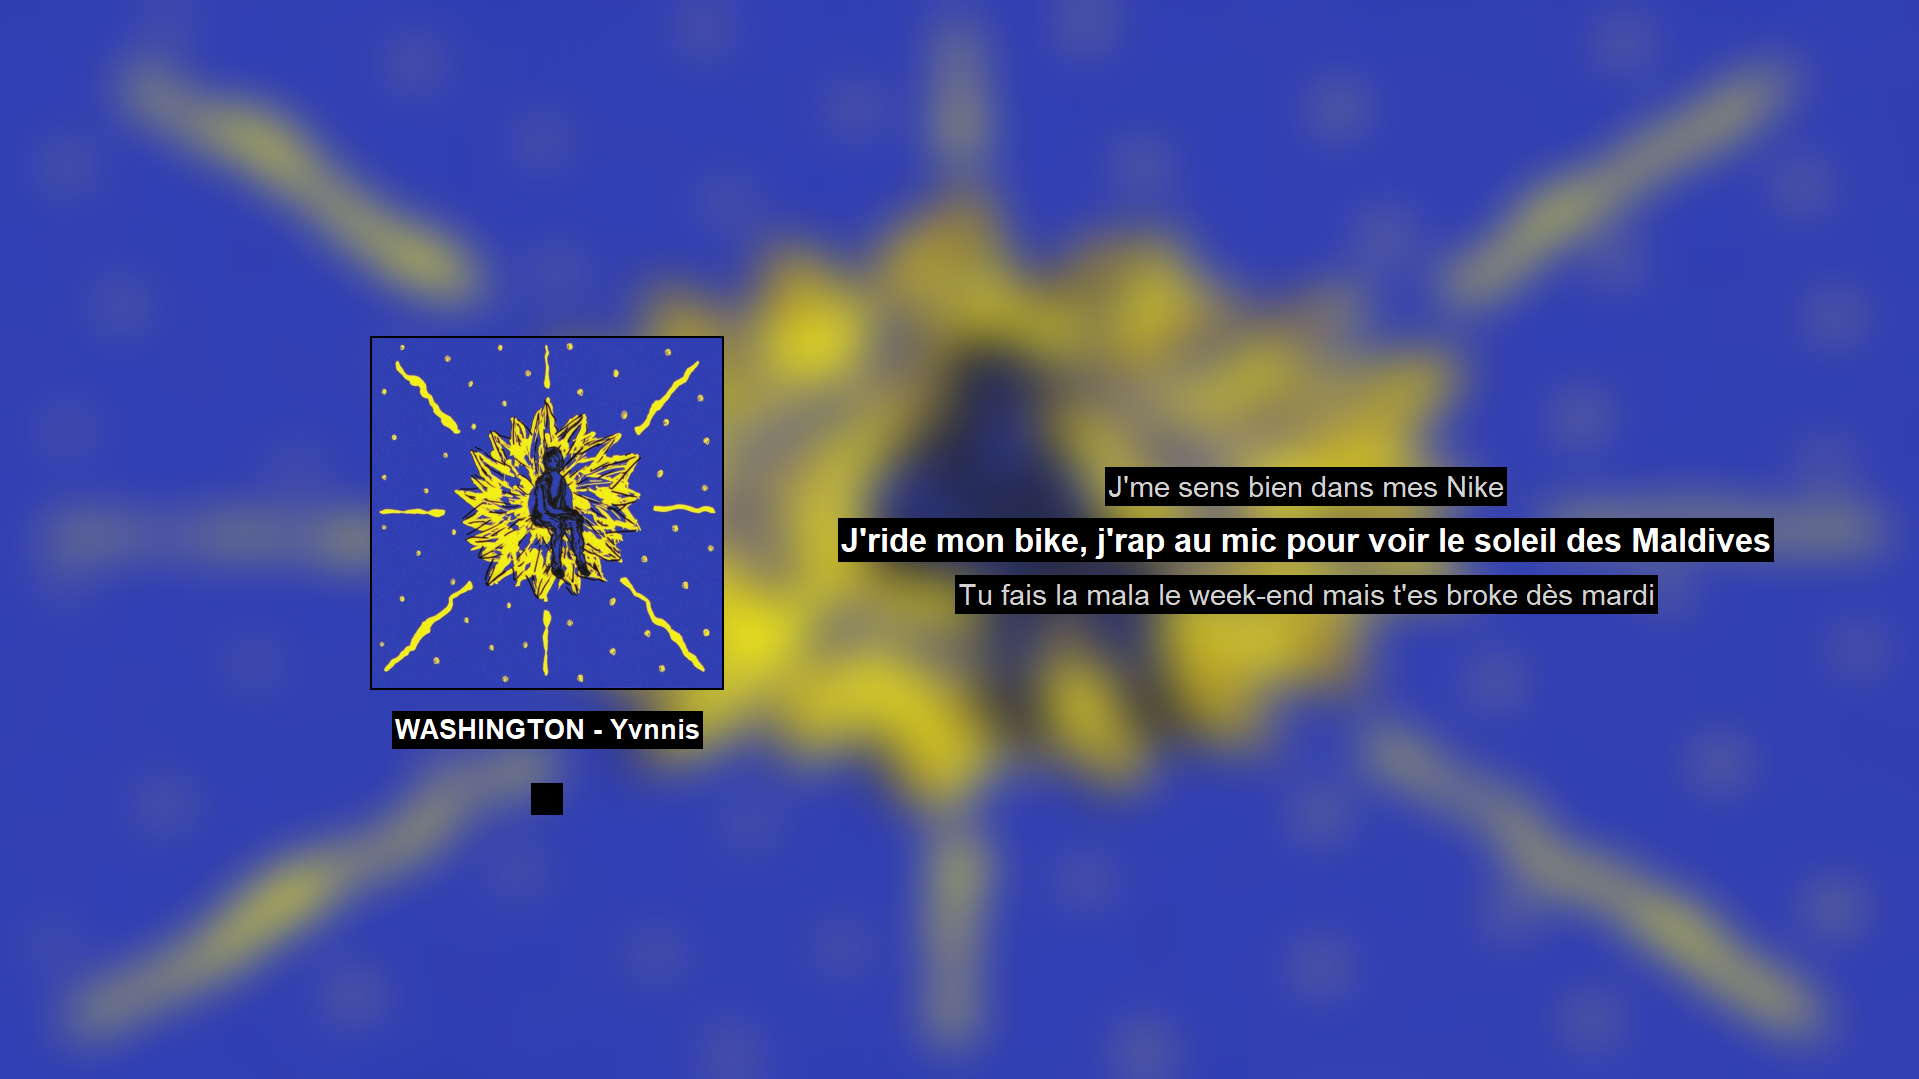 WASHINGTON - Yvnnis
J'me sens bien dans mes Nike
J'ride mon bike, j'rap au mic pour voir le soleil des Maldives
Tu fais la mala le week-end mais t'es broke dès mardi